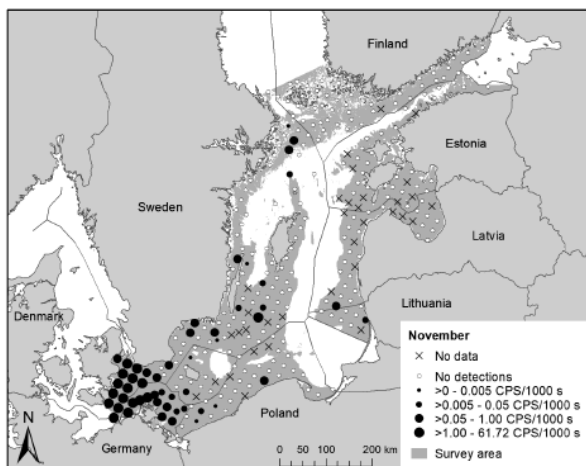 Finland
Estonia
Sweden
Latvia
Lithuania
Denmark
November
No data
No detections
>0 - 0.005 CPS/1000 s
>0.005 - 0.05 CPS/1000 s
>0.05 - 1.00 CPS/1000 s
>1.00 - 61.72 CPS/1000 s
Survey area
N
Poland
Germany
0
50
100
200 km